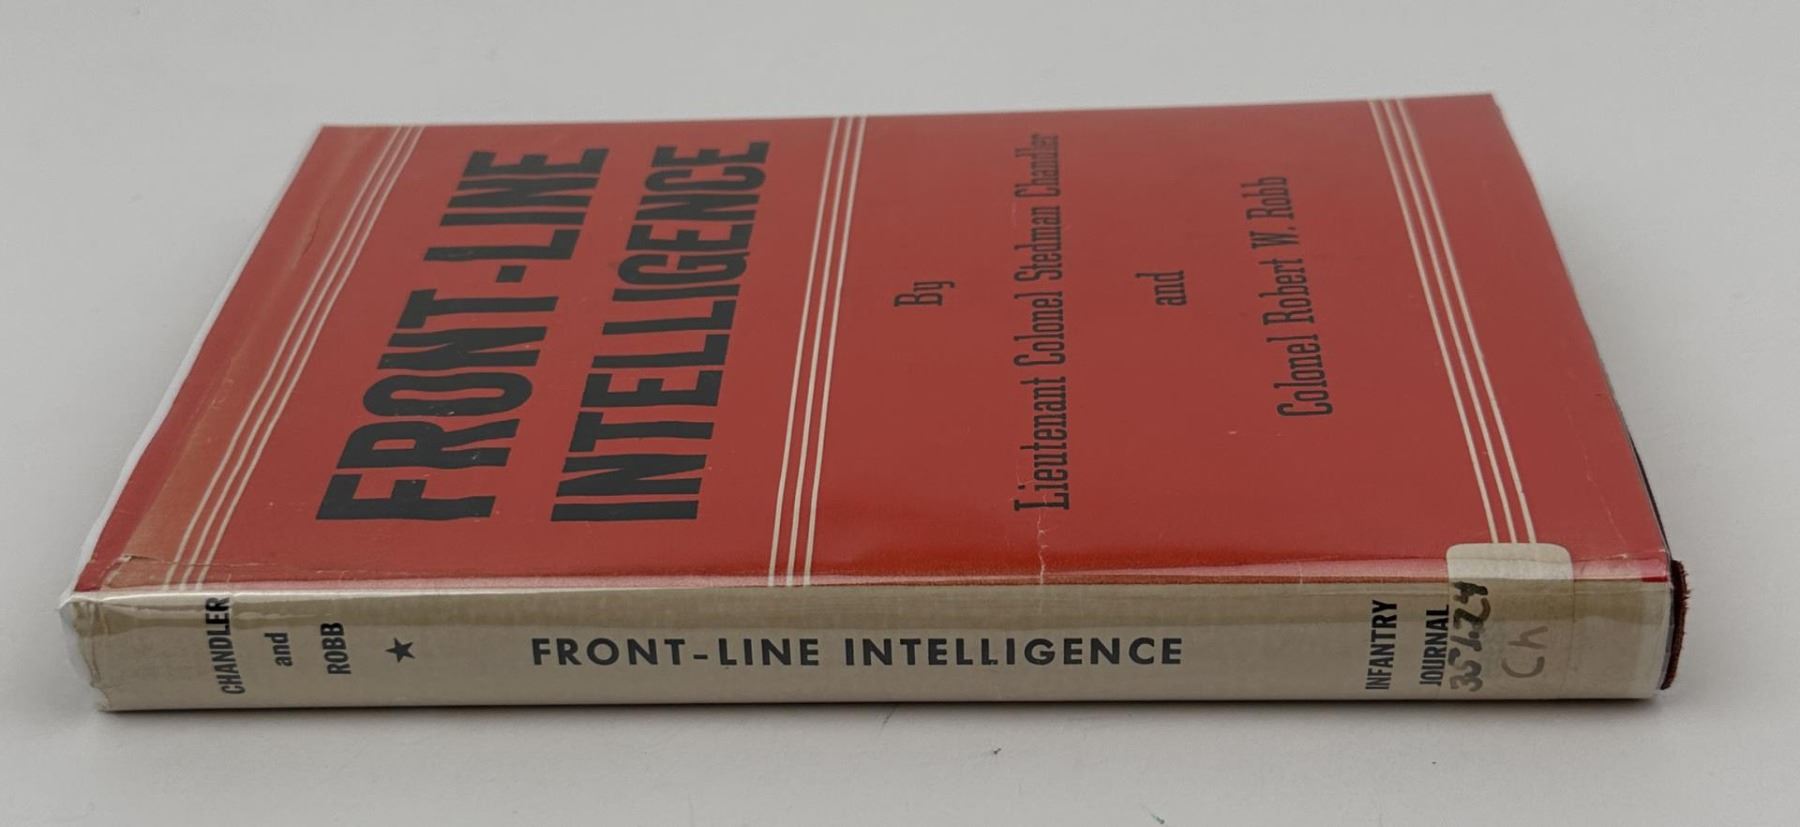 FRONT-LINE
INTELLIGENCE
By
Lieutenant Colonel Stedman Chandler
and
Colonel Robert W. Robb
CHANDLER
and
ROBB
FRONT-LINE INTELLIGENCE
INFANTRY
JOURNAL
Ch